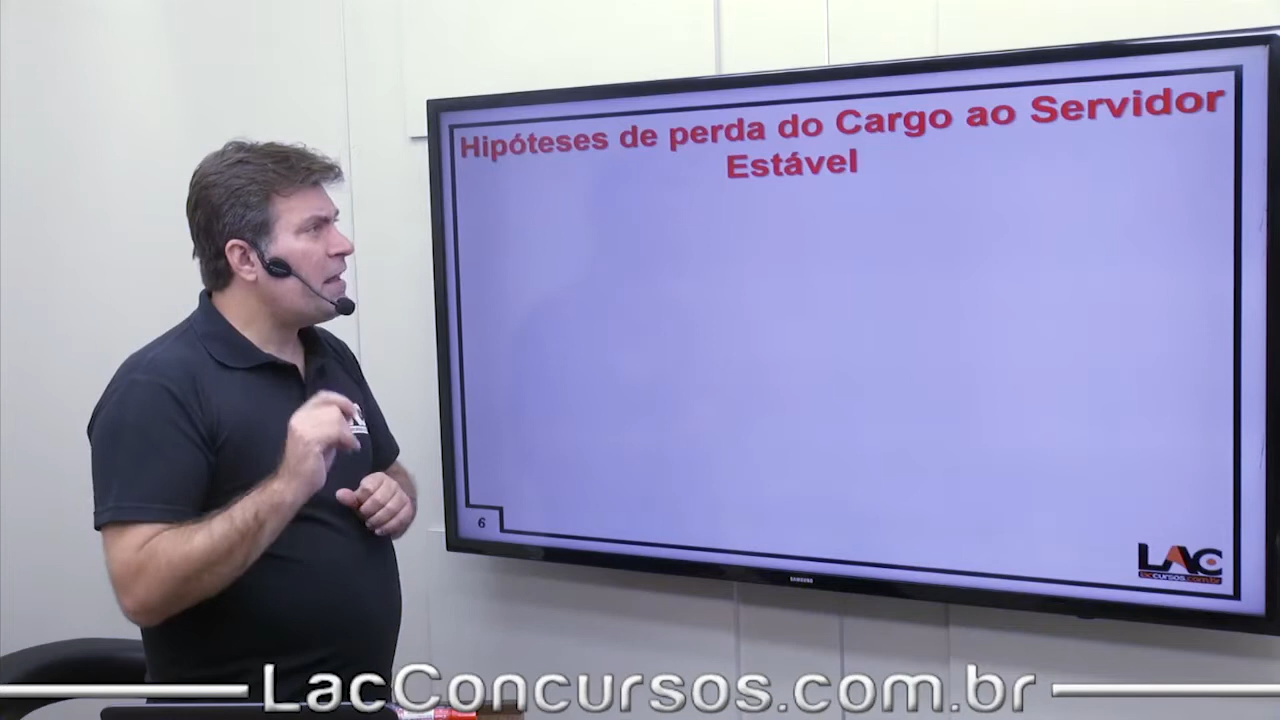 Hipóteses de perda do Cargo ao Servidor
Estável
6
LAC
laccursos.com.br
SAMSUNG
LacConcursos.com.br